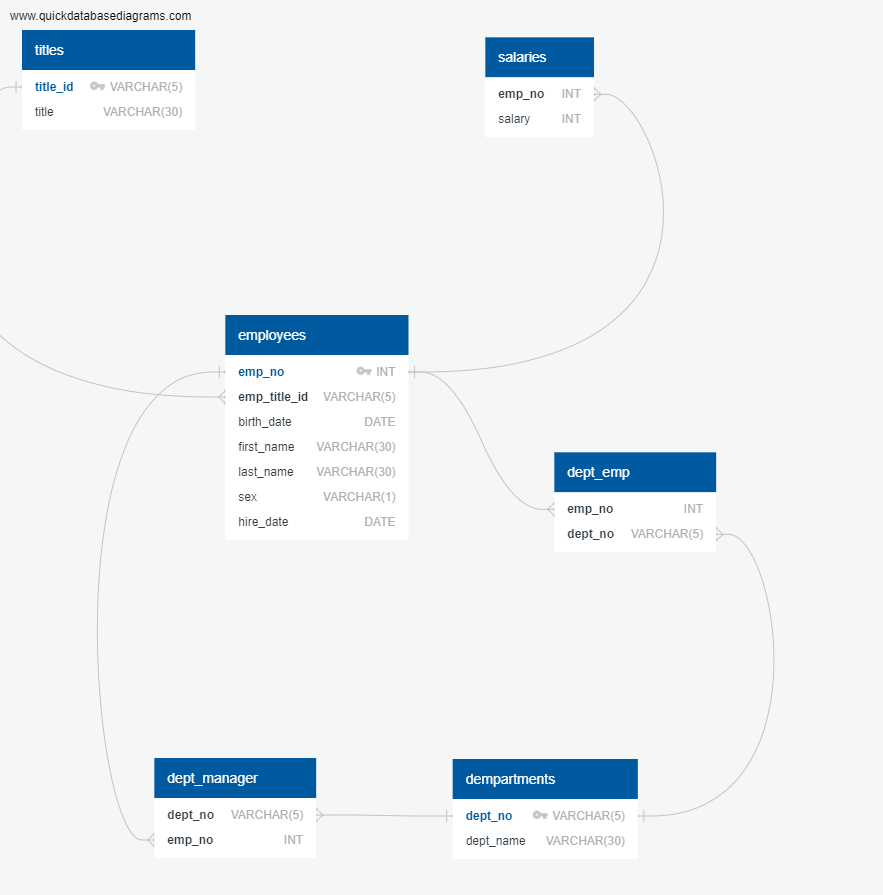 www.quickdatabasediagrams.com
titles
title_id VARCHAR(5)
title VARCHAR(30)
salaries
emp_no INT
salary INT
employees
emp_no INT
emp_title_id VARCHAR(5)
birth_date DATE
first_name VARCHAR(30)
last_name VARCHAR(30)
sex VARCHAR(1)
hire_date DATE
dept_emp
emp_no INT
dept_no VARCHAR(5)
dept_manager
dept_no VARCHAR(5)
emp_no INT
dempartments
dept_no VARCHAR(5)
dept_name VARCHAR(30)